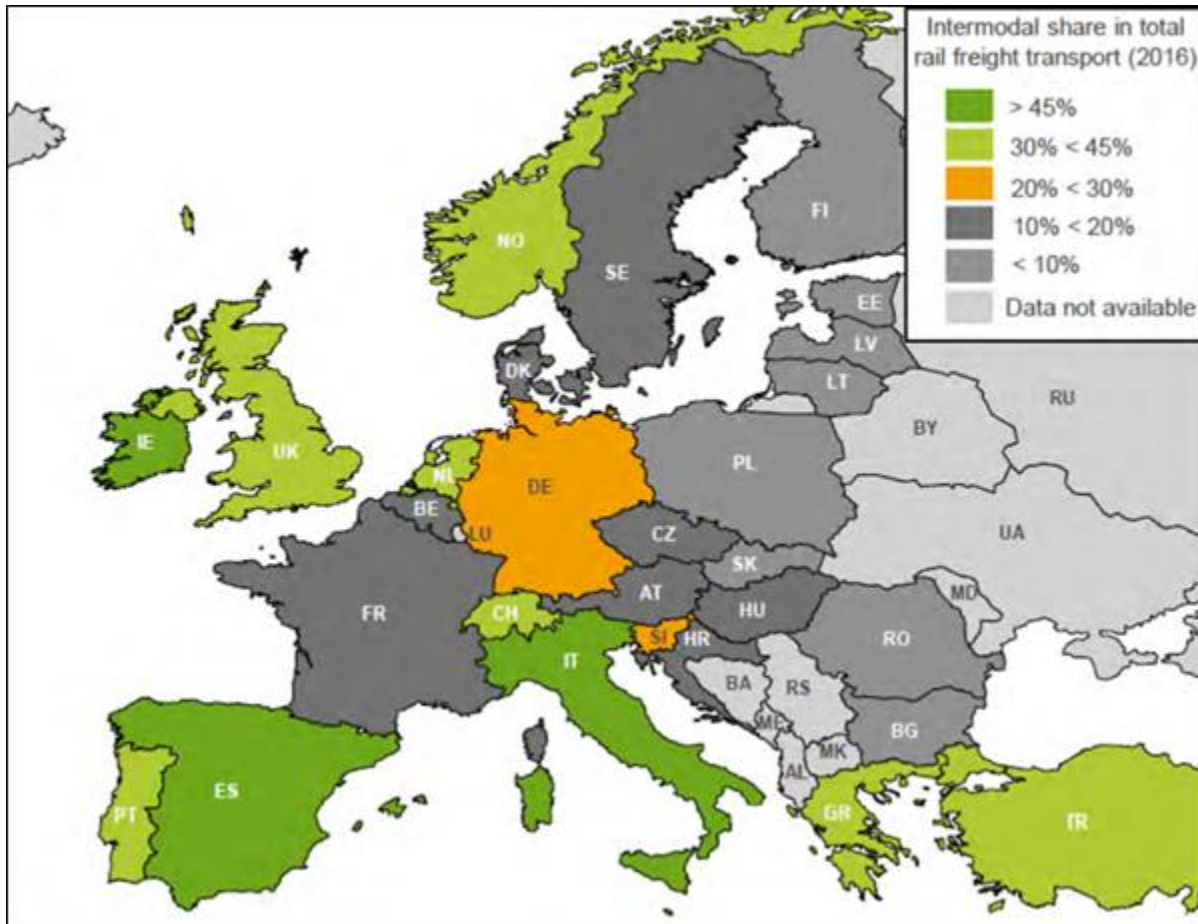 Intermodal share in total
rail freight transport (2016)
> 45%
30% < 45%
20% < 30%
10% < 20%
< 10%
Data not available
NO
FI
SE
EE
LV
LT
DK
RU
BY
IE
UK
NL
DE
PL
BE
LU
CZ
UA
SK
FR
AT
HU
MD
CH
SI
HR
RO
IT
BA
RS
ME
BG
MK
AL
ES
PT
GR
TR